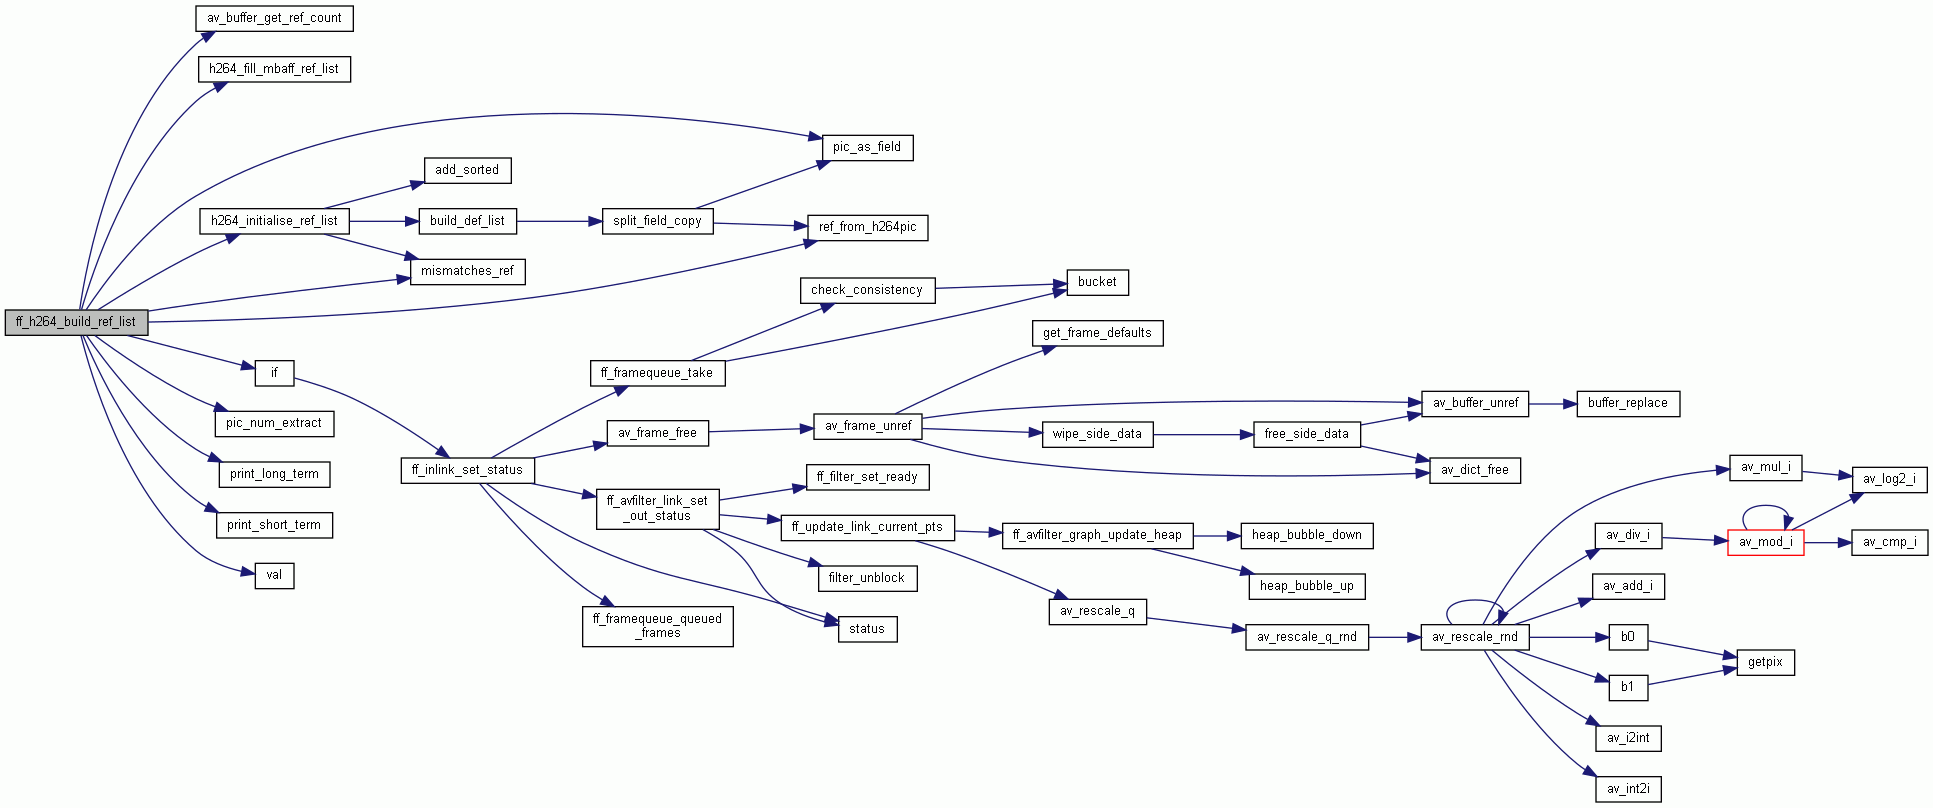 av_buffer_get_ref_count
h264_fill_mbaff_ref_list
pic_as_field
add_sorted
h264_initialise_ref_list
build_def_list
split_field_copy
ref_from_h264pic
mismatches_ref
check_consistency
bucket
ff_h264_build_ref_list
get_frame_defaults
if
ff_framequeue_take
av_buffer_unref
buffer_replace
pic_num_extract
av_frame_free
av_frame_unref
wipe_side_data
free_side_data
print_long_term
ff_inlink_set_status
ff_filter_set_ready
av_dict_free
av_mul_i
av_log2_i
ff_avfilter_link_set
_out_status
print_short_term
ff_update_link_current_pts
ff_avfilter_graph_update_heap
heap_bubble_down
av_div_i
av_mod_i
av_cmp_i
val
filter_unblock
heap_bubble_up
av_add_i
ff_framequeue_queued
_frames
status
av_rescale_q
av_rescale_q_rnd
av_rescale_rnd
b0
getpix
b1
av_i2int
av_int2i